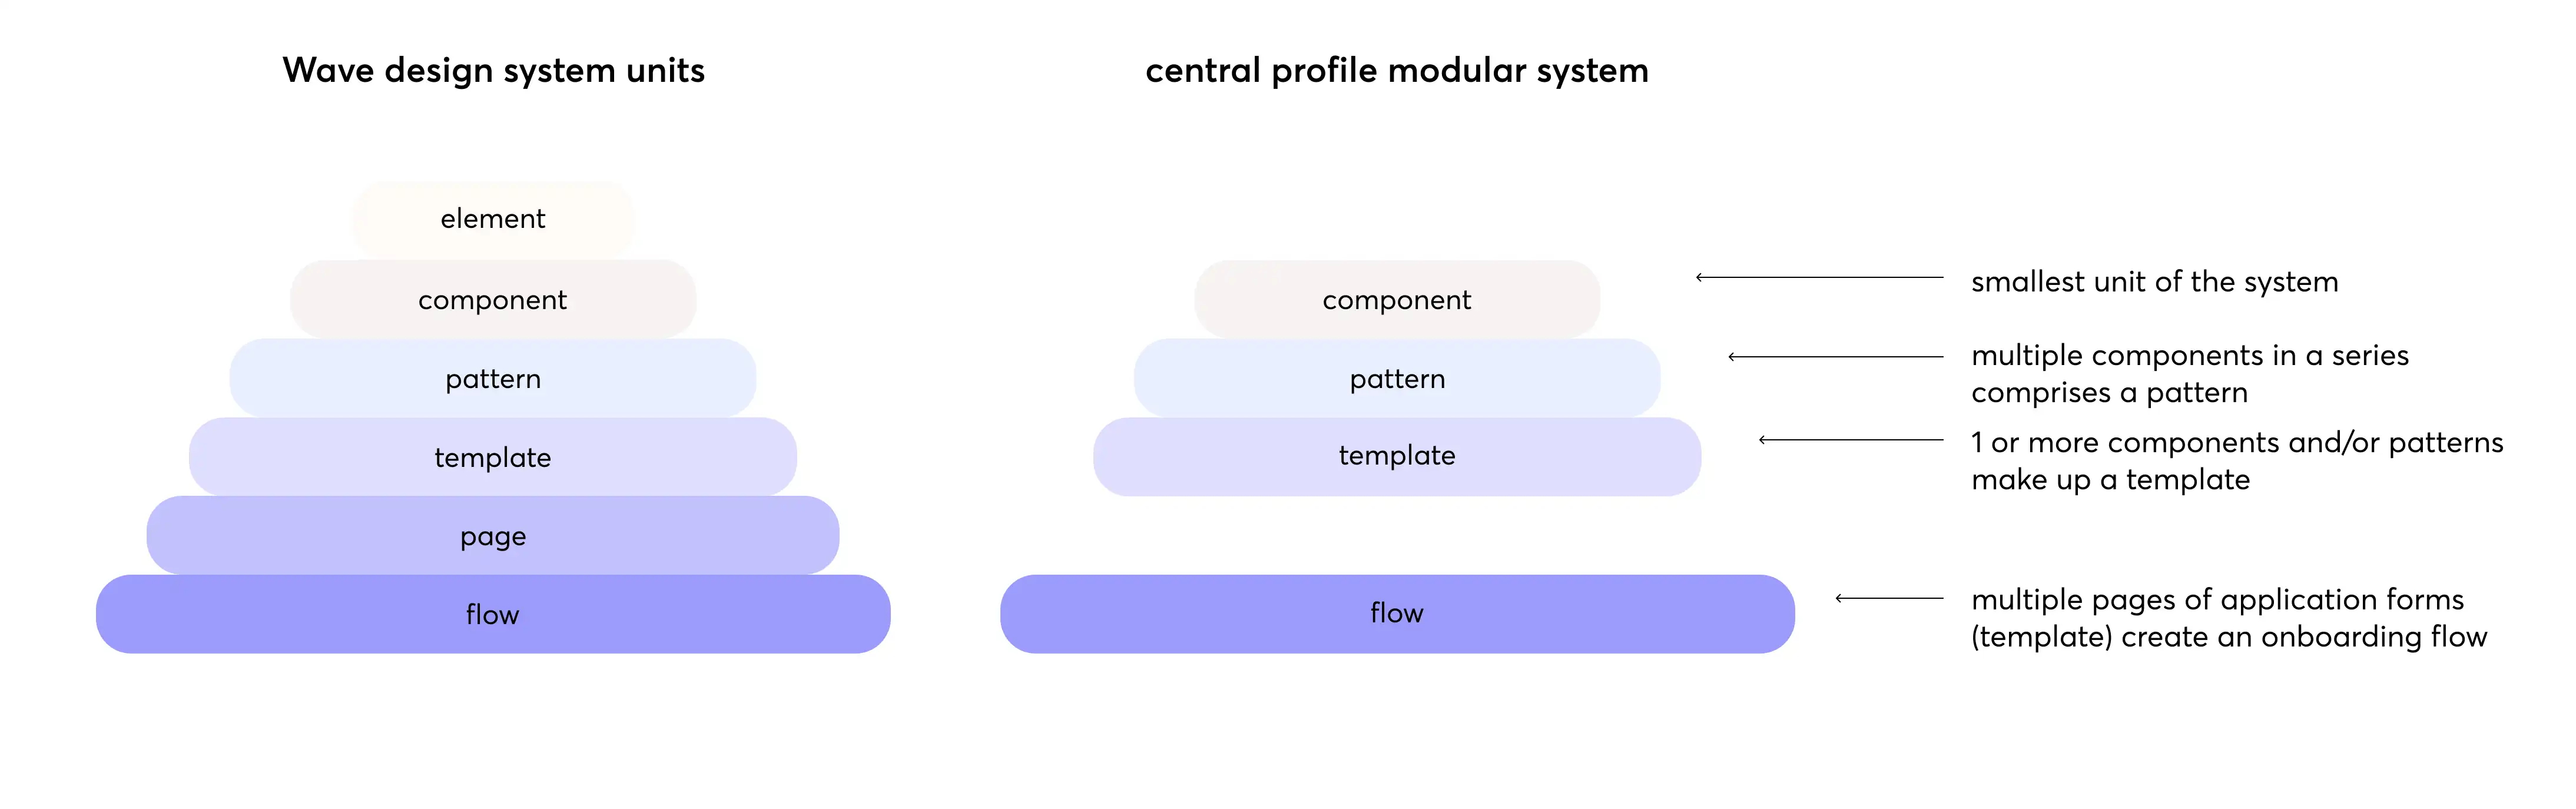 Wave design system units
element
component
pattern
template
page
flow
central profile modular system
component
pattern
template
flow
smallest unit of the system
multiple components in a series
comprises a pattern
1 or more components and/or patterns
make up a template
multiple pages of application forms
(template) create an onboarding flow